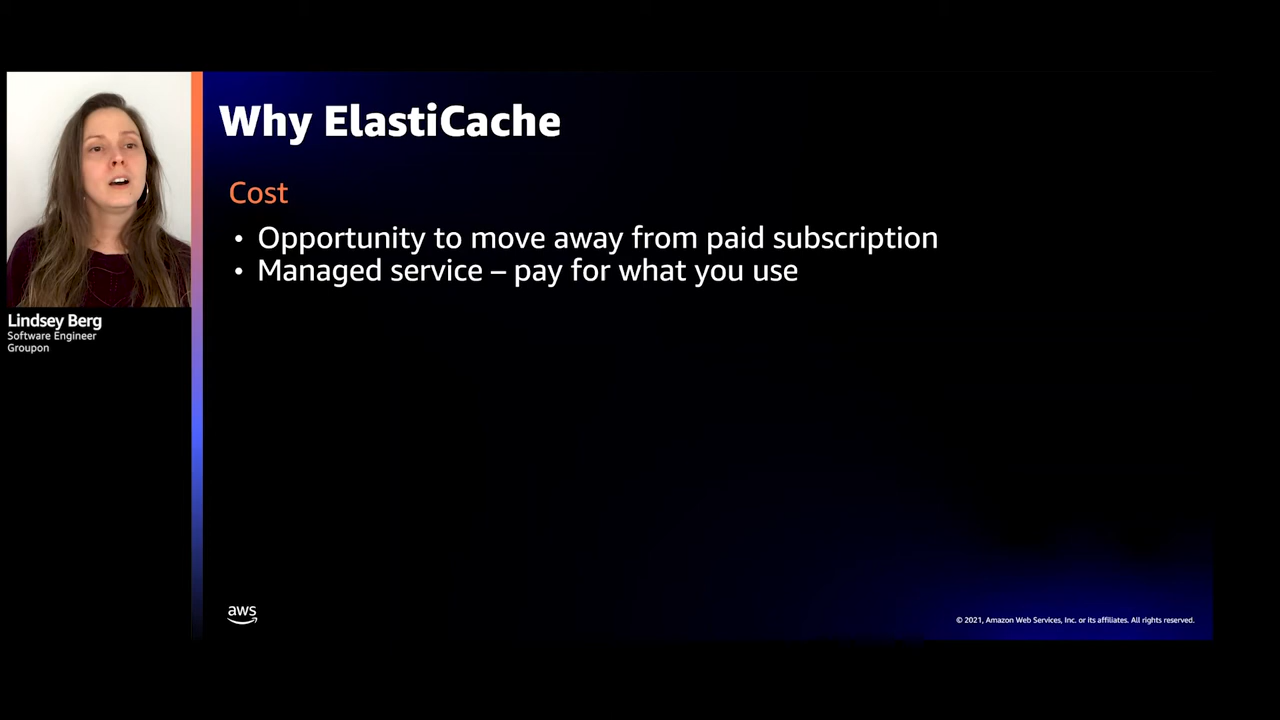 Why ElastiCache
Cost
• Opportunity to move away from paid subscription
• Managed service – pay for what you use
Lindsey Berg
Software Engineer
Groupon
aws
© 2021, Amazon Web Services, Inc. or its affiliates. All rights reserved.